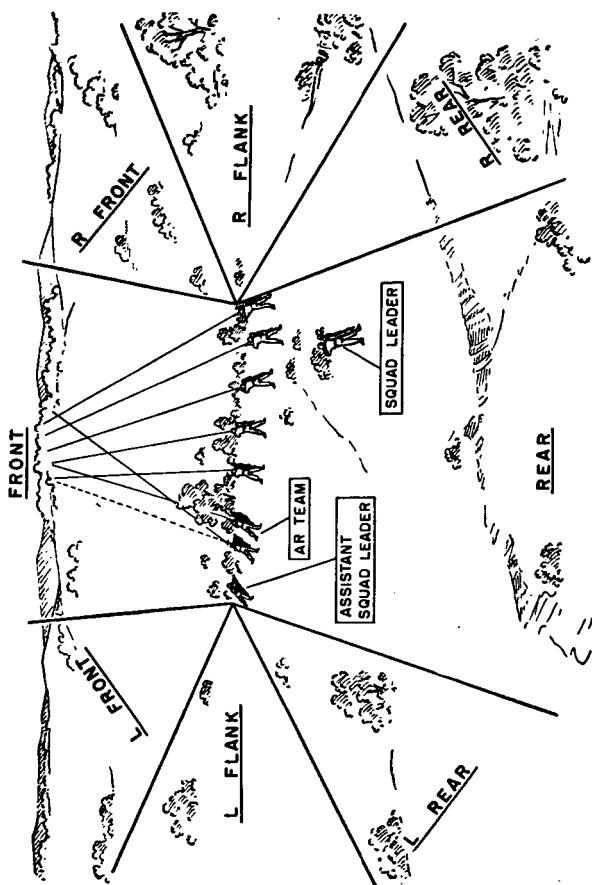 FRONT
L FRONT
R FRONT
L FLANK
R FLANK
AR TEAM
ASSISTANT
SQUAD LEADER
SQUAD LEADER
L REAR
REAR
R REAR